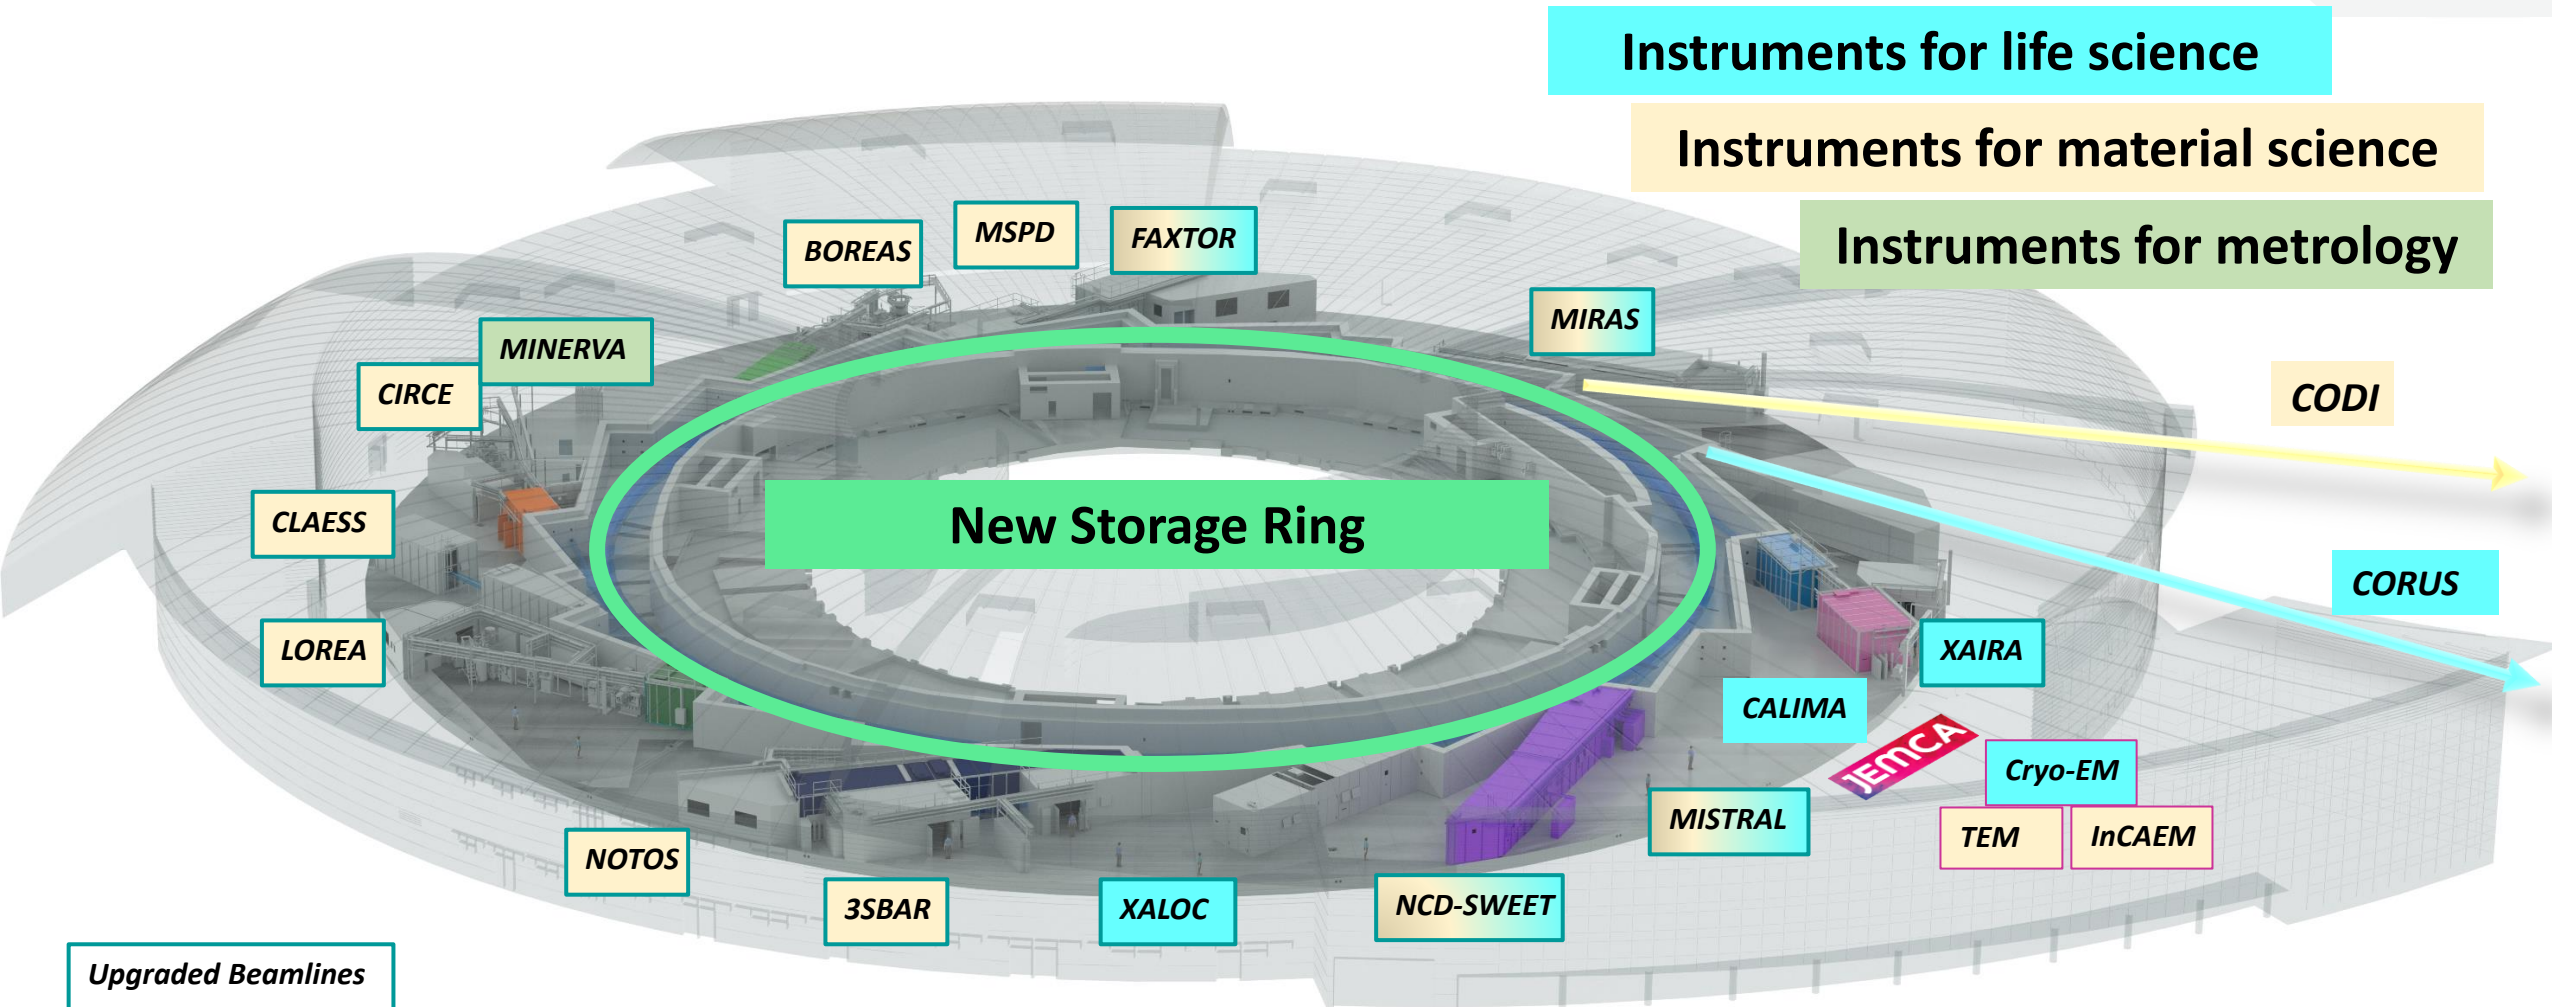 Instruments for life science
Instruments for material science
Instruments for metrology
BOREAS
MSPD
FAXTOR
MIRAS
MINERVA
CIRCE
CODI
CLAESS
New Storage Ring
CORUS
LOREA
XAIRA
CALIMA
JEMCA
Cryo-EM
MISTRAL
TEM
InCAEM
NOTOS
3SBAR
XALOC
NCD-SWEET
Upgraded Beamlines